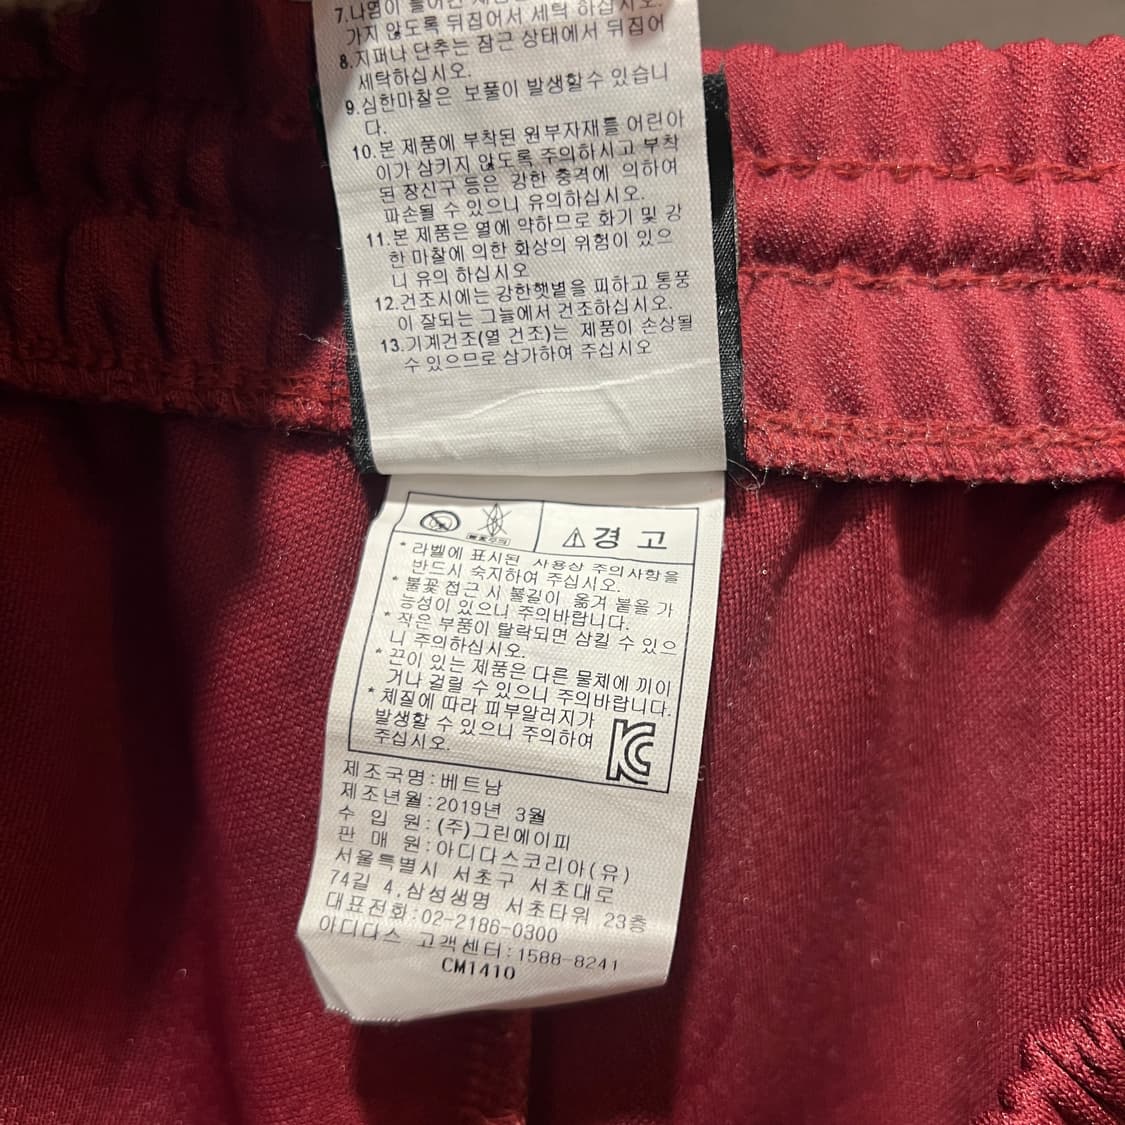 7.나염이 들어간 제품은 세탁 하십시오.
가지 않도록 뒤집어서 세탁 하십시오.
8.지퍼나 단추는 잠근 상태에서 뒤집어
세탁하십시오.
9.심한마찰은 보풀이 발생할수 있습니
다.
10.본 제품에 부착된 원부자재를 어린아
이가 삼키지 않도록 주의하시고 부착
된 장신구 등은 강한 충격에 의하여
파손될 수 있으니 유의하십시오.
11.본 제품은 열에 약하므로 화기 및 강
한 마찰에 의한 화상의 위험이 있으
니 유의 하십시오
12.건조시에는 강한햇볕을 피하고 통풍
이 잘되는 그늘에서 건조하십시오.
13.기계건조(열 건조)는 제품이 손상될
수 있으므로 삼가하여 주십시오
불꽃주의
⚠경 고
* 라벨에 표시된 사용상 주의사항을
반드시 숙지하여 주십시오.
* 불꽃 접근 시 불길이 옮겨 붙을 가
능성이 있으니 주의바랍니다.
* 작은 부품이 탈락되면 삼킬 수 있으
니 주의하십시오.
* 끈이 있는 제품은 다른 물체에 끼이
거나 걸릴 수 있으니 주의바랍니다.
* 체질에 따라 피부알러지가
발생할 수 있으니 주의하여
주십시오.
KC
제조국명:베트남
제조년월:2019년 3월
수 입 원:(주)그린에이피
판 매 원:아디다스코리아(유)
서울특별시 서초구 서초대로
74길 4,삼성생명 서초타워 23층
대표전화:02-2186-0300
아디다스 고객센터:1588-8241
CM1410